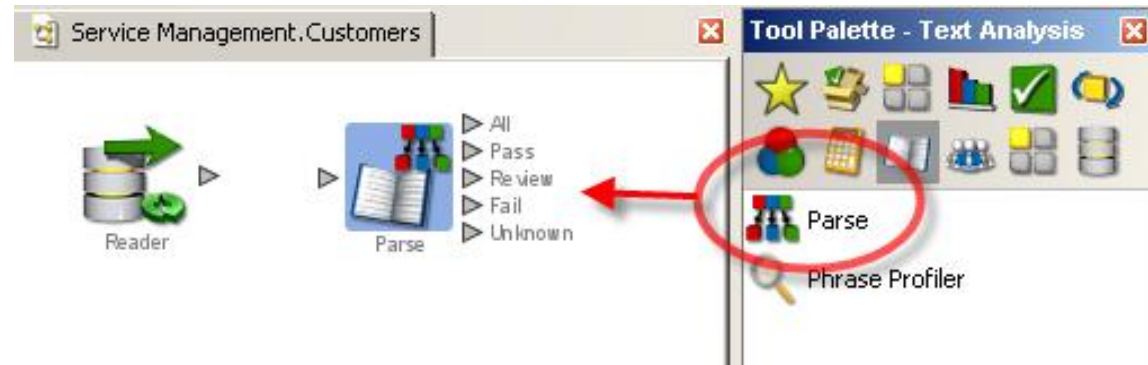 Service Management.Customers
Reader
Parse
All
Pass
Review
Fail
Unknown
Tool Palette - Text Analysis
Parse
Phrase Profiler